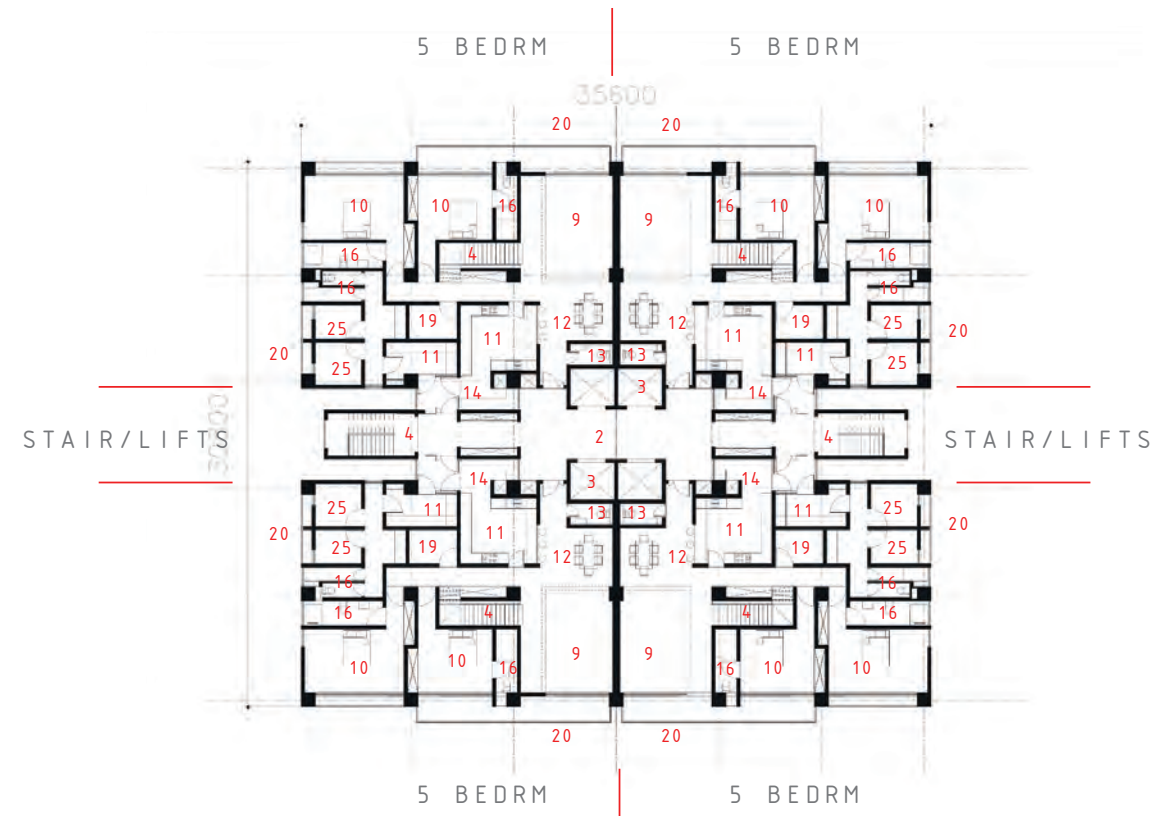 5 BEDRM 5 BEDRM
35600
20 20
10 10 16 9 9 16 10 10
16 4 4 16
16 16
25 19 12 12 19 25 20
11 11
20 25 11 13 13 11 25
14 3 14
STAIR/LIFTS 4 2 4 STAIR/LIFTS
14 3 14
25 11 13 13 11 25
20 11 11 20
25 19 12 12 19 25
16 16
16 4 4 16
10 10 16 9 9 16 10 10
20 20
5 BEDRM 5 BEDRM